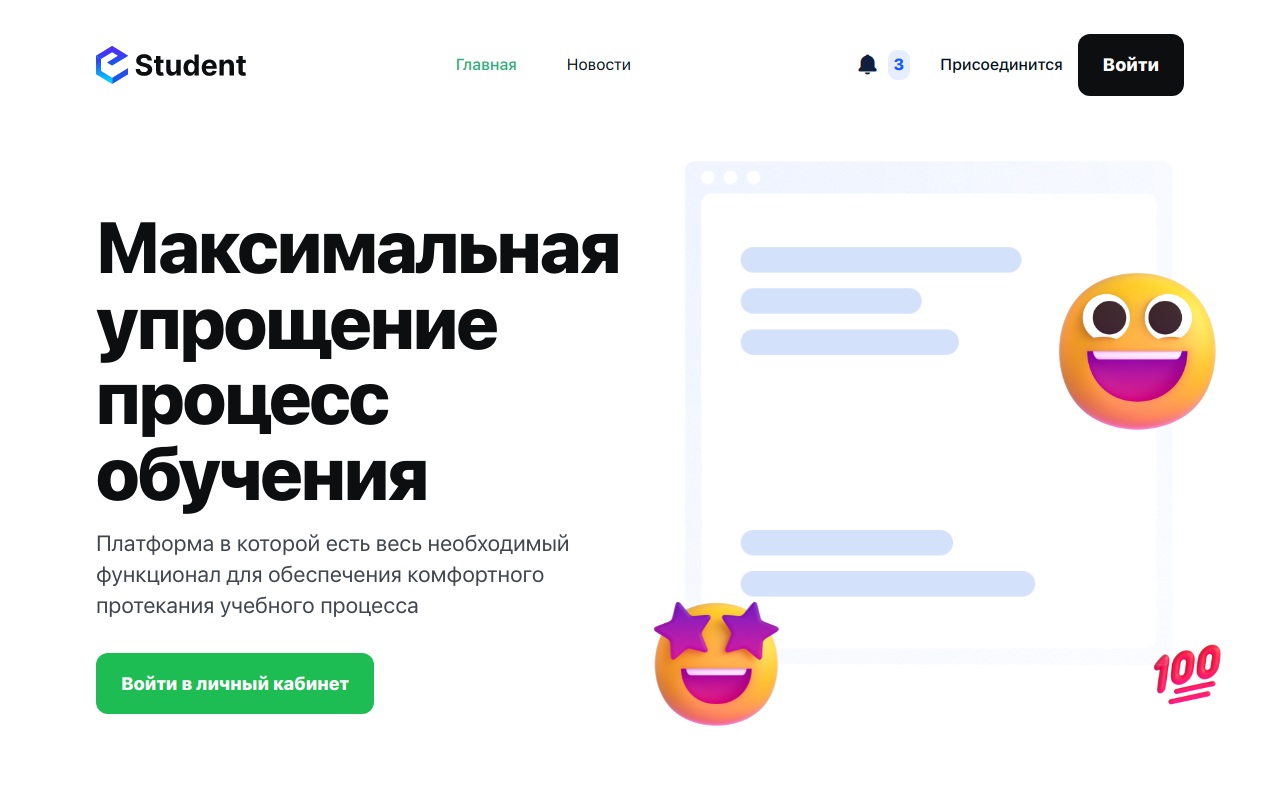 Student
Главная
Новости
3
Присоединится
Войти
Максимальная
упрощение
процесс
обучения
Платформа в которой есть весь необходимый
функционал для обеспечения комфортного
протекания учебного процесса
Войти в личный кабинет
100